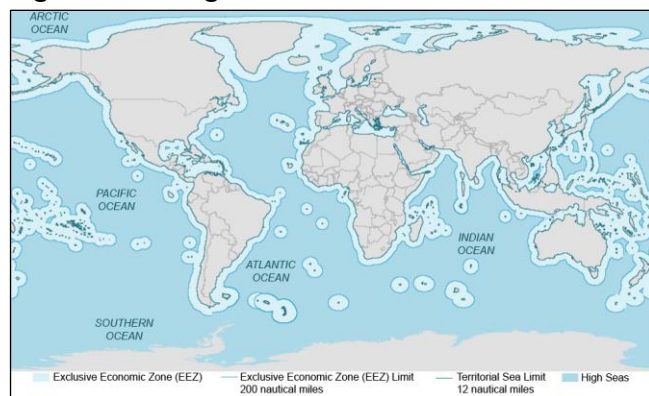 ARCTIC
OCEAN
PACIFIC
OCEAN
ATLANTIC
OCEAN
INDIAN
OCEAN
SOUTHERN
OCEAN
Exclusive Economic Zone (EEZ)
Exclusive Economic Zone (EEZ) Limit
200 nautical miles
Territorial Sea Limit
12 nautical miles
High Seas